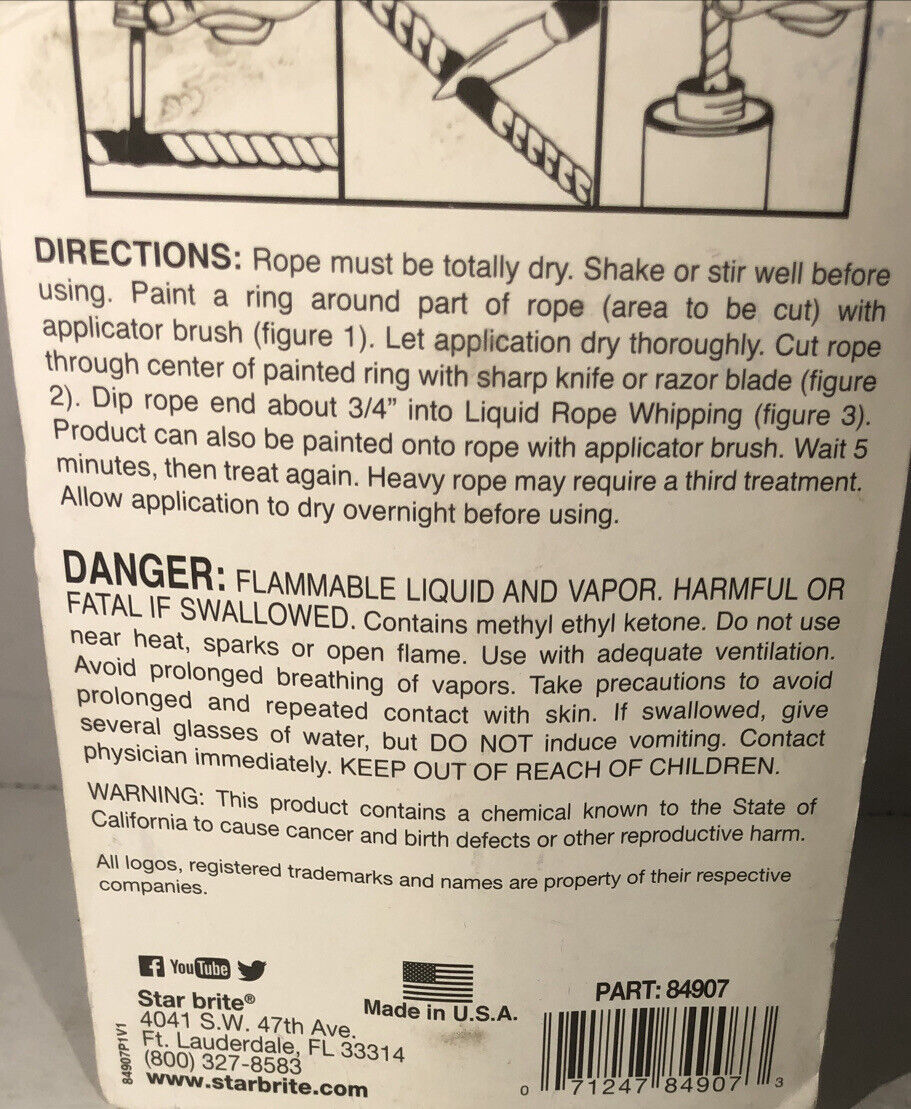 DIRECTIONS: Rope must be totally dry. Shake or stir well before
using. Paint a ring around part of rope (area to be cut) with
applicator brush (figure 1). Let application dry thoroughly. Cut rope
through center of painted ring with sharp knife or razor blade (figure
2). Dip rope end about 3/4” into Liquid Rope Whipping (figure 3).
Product can also be painted onto rope with applicator brush. Wait 5
minutes, then treat again. Heavy rope may require a third treatment.
Allow application to dry overnight before using.
DANGER: FLAMMABLE LIQUID AND VAPOR. HARMFUL OR
FATAL IF SWALLOWED. Contains methyl ethyl ketone. Do not use
near heat, sparks or open flame. Use with adequate ventilation.
Avoid prolonged breathing of vapors. Take precautions to avoid
prolonged and repeated contact with skin. If swallowed, give
several glasses of water, but DO NOT induce vomiting. Contact
physician immediately. KEEP OUT OF REACH OF CHILDREN.
WARNING: This product contains a chemical known to the State of
California to cause cancer and birth defects or other reproductive harm.
All logos, registered trademarks and names are property of their respective
companies.
f YouTube
Star brite®
4041 S.W. 47th Ave.
Ft. Lauderdale, FL 33314
(800) 327-8583
www.starbrite.com
84907P1V1
Made in U.S.A.
PART: 84907
0 71247 84907 3